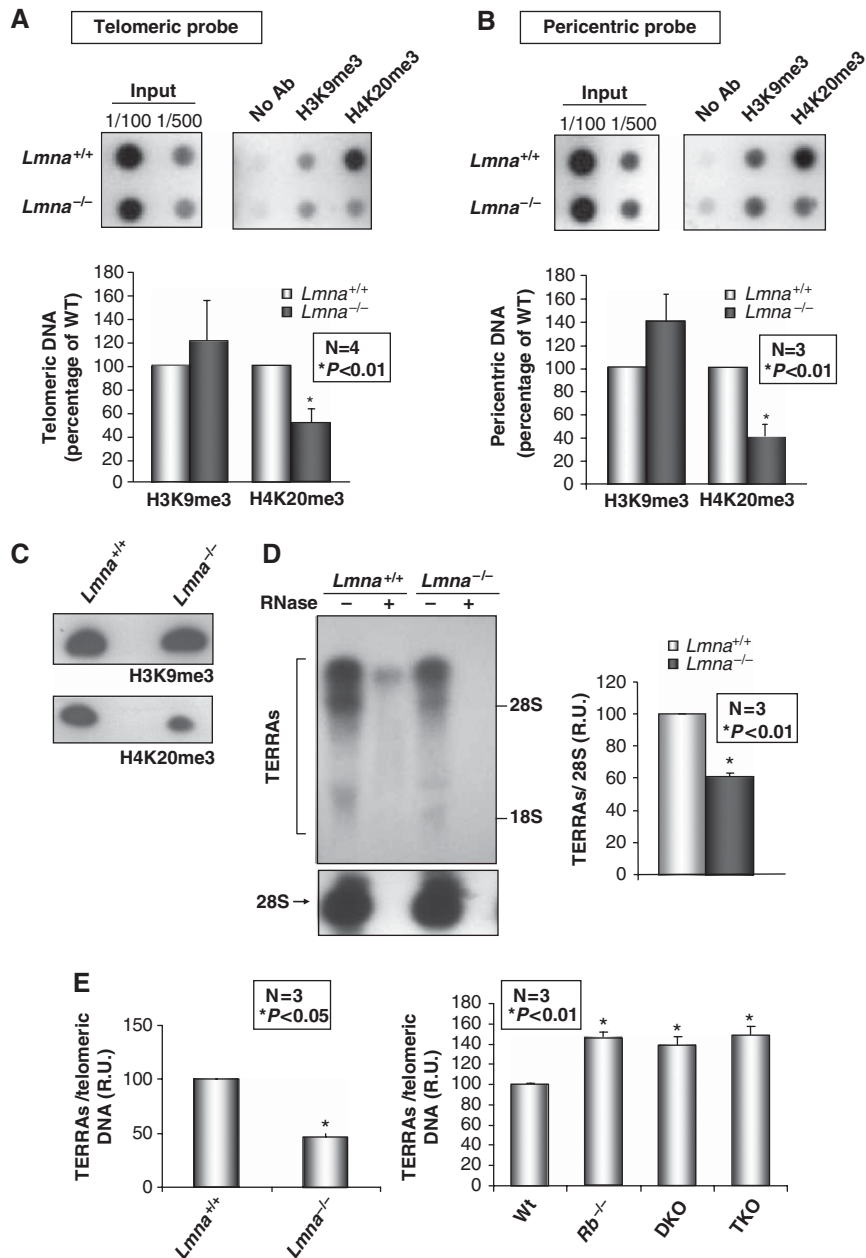 A
Telomeric probe
Input
1/100 1/500
No Ab
H3K9me3
H4K20me3
Lmna+/+
Lmna−/−
Telomeric DNA
(percentage of WT)
180
160
140
120
100
80
60
40
20
0
Lmna+/+
Lmna−/−
N=4
*P<0.01
*
H3K9me3 H4K20me3
B
Pericentric probe
Input
1/100 1/500
No Ab
H3K9me3
H4K20me3
Lmna+/+
Lmna−/−
Pericentric DNA
(percentage of WT)
180
160
140
120
100
80
60
40
20
0
Lmna+/+
Lmna−/−
N=3
*P<0.01
*
H3K9me3 H4K20me3
C
Lmna+/+
Lmna−/−
H3K9me3
H4K20me3
D
Lmna+/+ Lmna−/−
RNase − + − +
TERRAs
28S
18S
28S →
TERRAs/ 28S (R.U.)
120
100
80
60
40
20
0
Lmna+/+
Lmna−/−
N=3
*P<0.01
*
E
TERRAs /telomeric
DNA (R.U.)
150
100
50
0
N=3
*P<0.05
*
Lmna+/+
Lmna−/−
TERRAs /telomeric
DNA (R.U.)
180
160
140
120
100
80
60
40
20
0
N=3
*P<0.01
*
*
*
Wt
Rb−/−
DKO
TKO